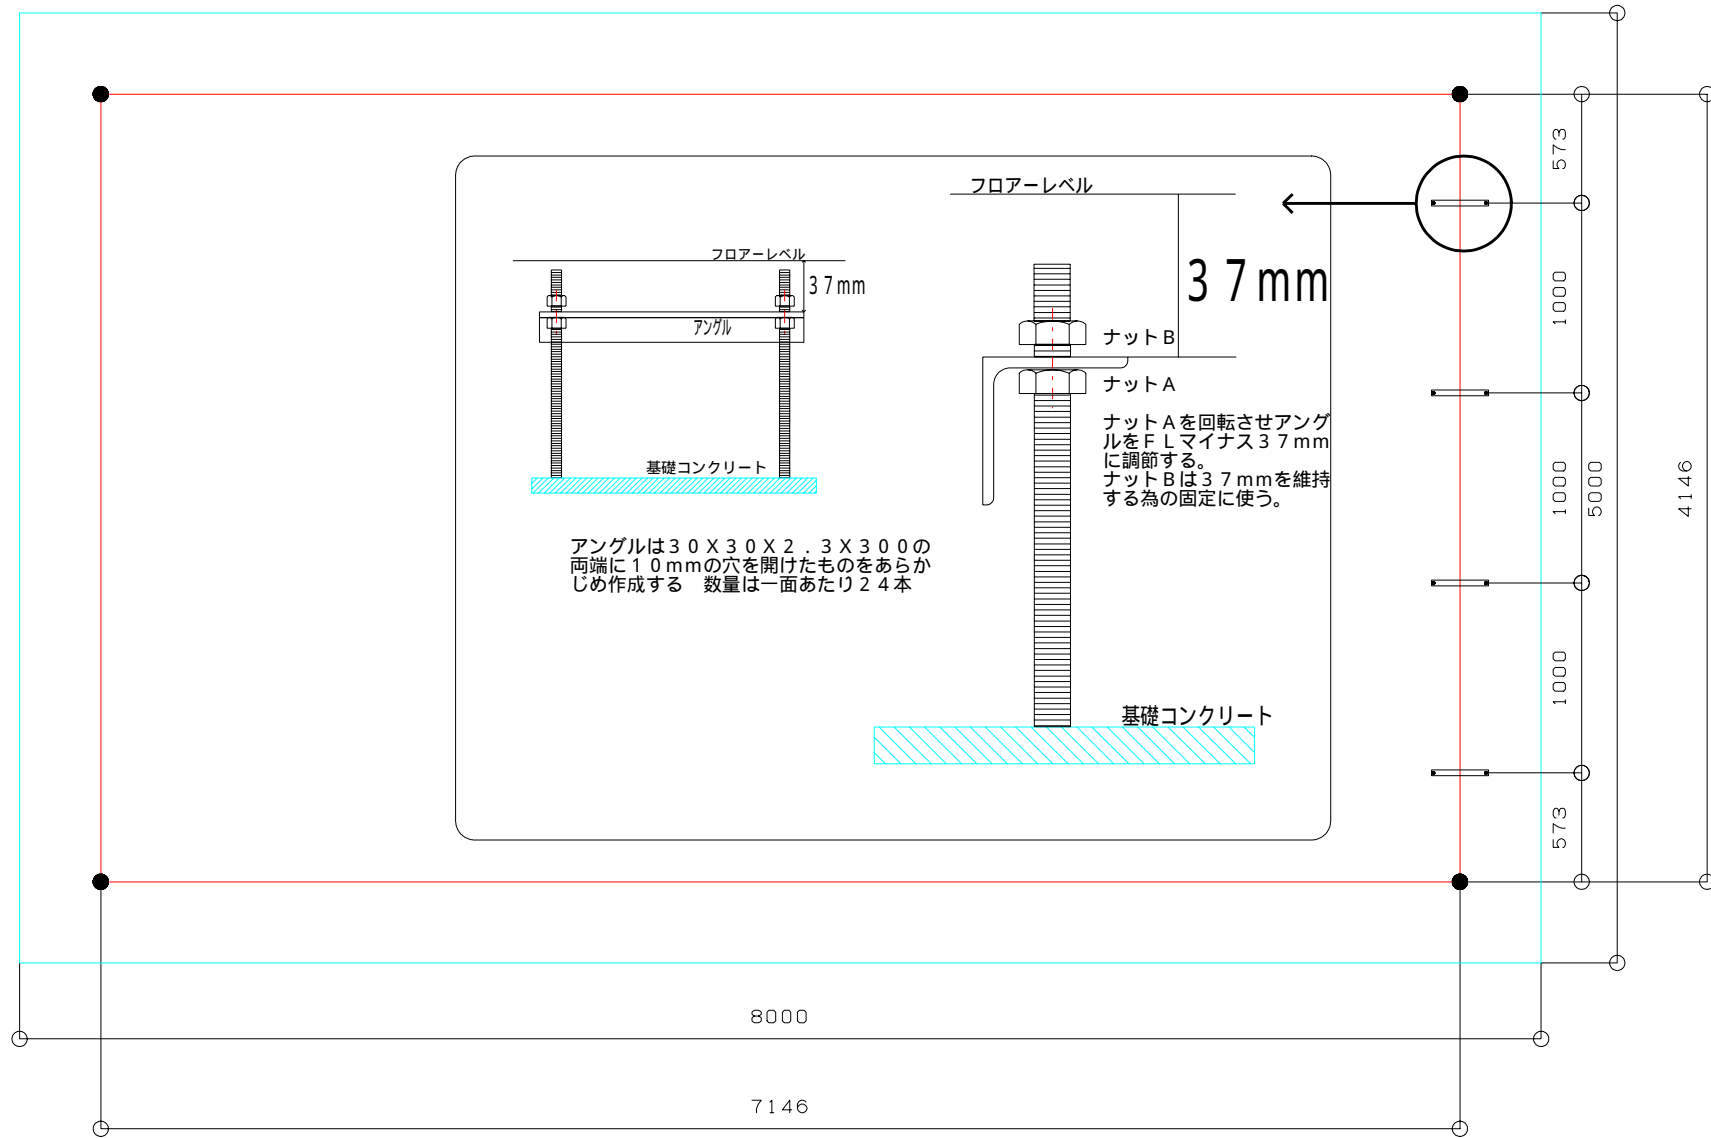 フロアーレベル
37mm
ナットB
ナットA
ナットAを回転させアング
ルをFLマイナス37mm
に調節する。
ナットBは37mmを維持
する為の固定に使う。
基礎コンクリート
フロアーレベル
37mm
アングル
基礎コンクリート
アングルは30X30X2.3X300の
両端に10mmの穴を開けたものをあらか
じめ作成する　数量は一面あたり24本
573
1000
1000
1000
573
5000
4146
8000
7146